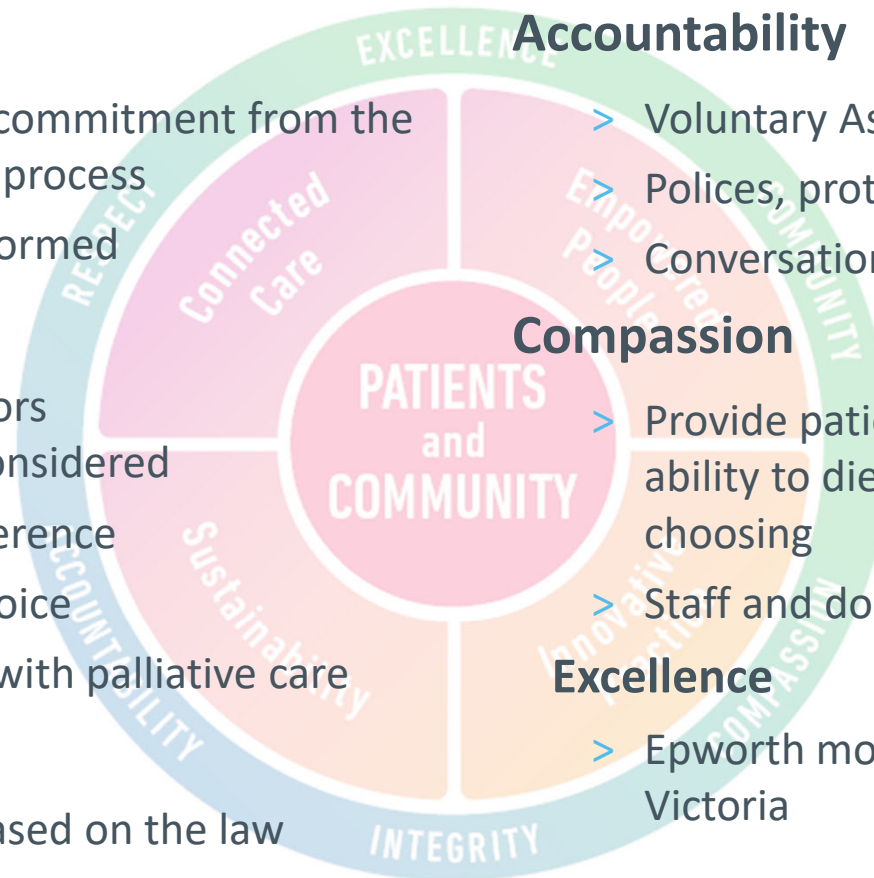 commitment from the
process
ormed
ors
onsidered
erence
oice
with palliative care
ased on the law
Accountability
> Voluntary As
> Polices, prot
> Conversation
Compassion
> Provide patie
ability to die
choosing
> Staff and do
Excellence
> Epworth mo
Victoria
EXCELLENCE
COMMUNITY
COMPASSION
INTEGRITY
ACCOUNTABILITY
RESPECT
Connected
Care
Empowered
People
PATIENTS
and
COMMUNITY
Sustainability
Innovative